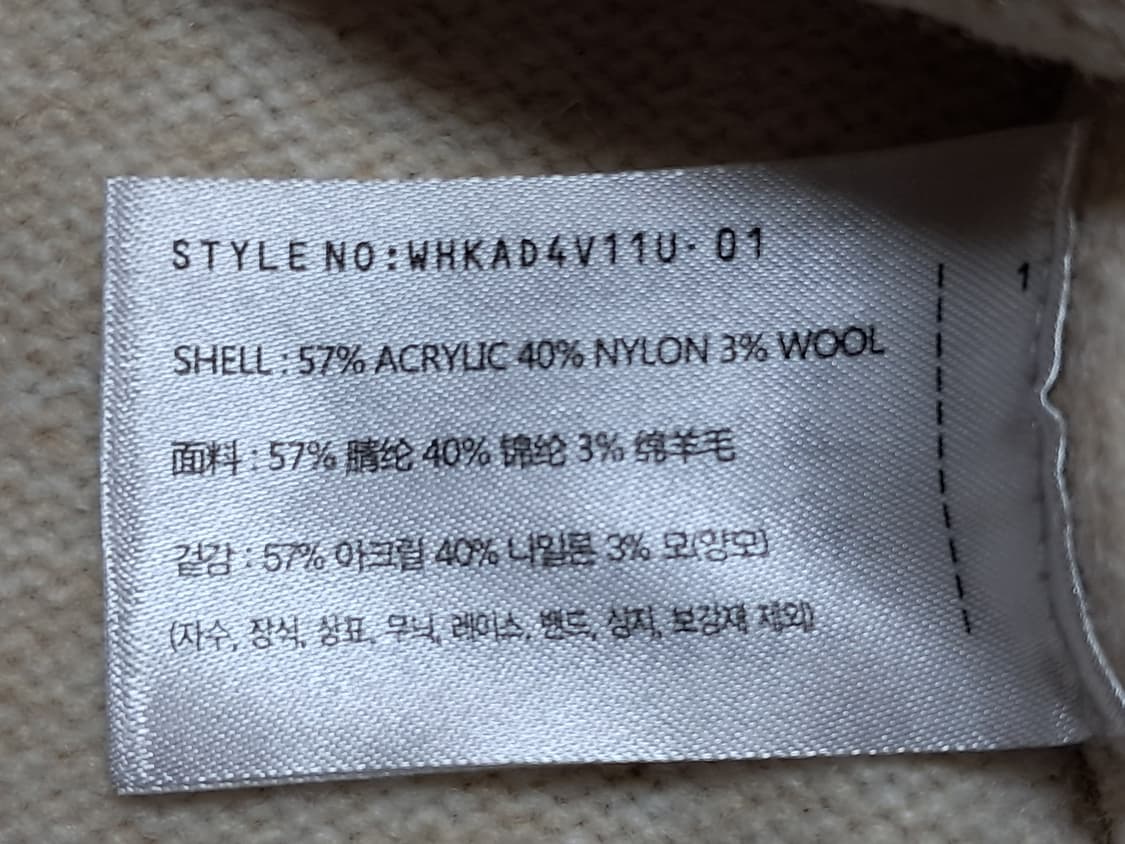 STYLE NO:WHKAD4V11U-01
1
SHELL : 57% ACRYLIC 40% NYLON 3% WOOL
面料 : 57% 腈纶 40% 锦纶 3% 绵羊毛
겉감 : 57% 아크릴 40% 나일론 3% 모(양모)
(자수, 장식, 상표, 무늬, 레이스, 밴드, 심지, 보강재 제외)